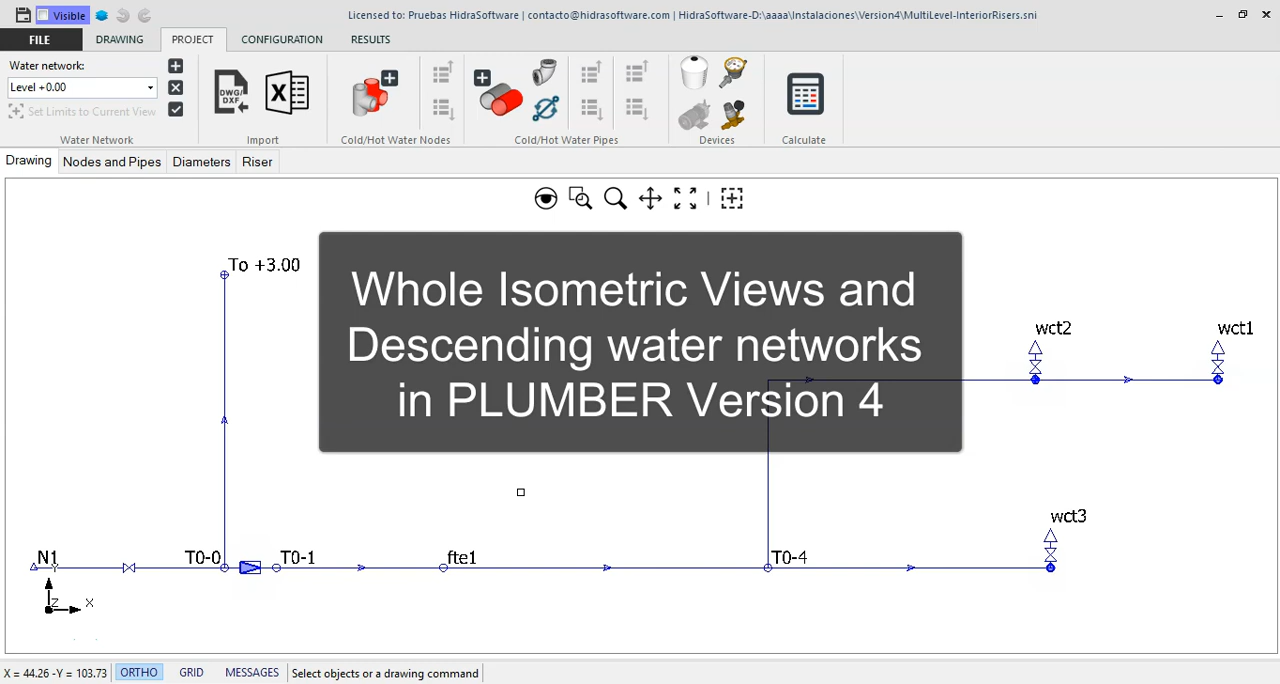 Visible
Licensed to: Pruebas HidraSoftware | contacto@hidrasoftware.com | HidraSoftware-D:\aaaa\Instalaciones\Version4\MultiLevel-InteriorRisers.sni
FILE DRAWING PROJECT CONFIGURATION RESULTS
Water network:
Level +0.00
Set Limits to Current View
DWG/
DXF
Water Network Import Cold/Hot Water Nodes Cold/Hot Water Pipes Devices Calculate
Drawing Nodes and Pipes Diameters Riser
To +3.00
Whole Isometric Views and
Descending water networks
in PLUMBER Version 4
wct2 wct1
wct3
N1 T0-0 T0-1 fte1 T0-4
Y
Z X
X = 44.26 -Y = 103.73 ORTHO GRID MESSAGES Select objects or a drawing command